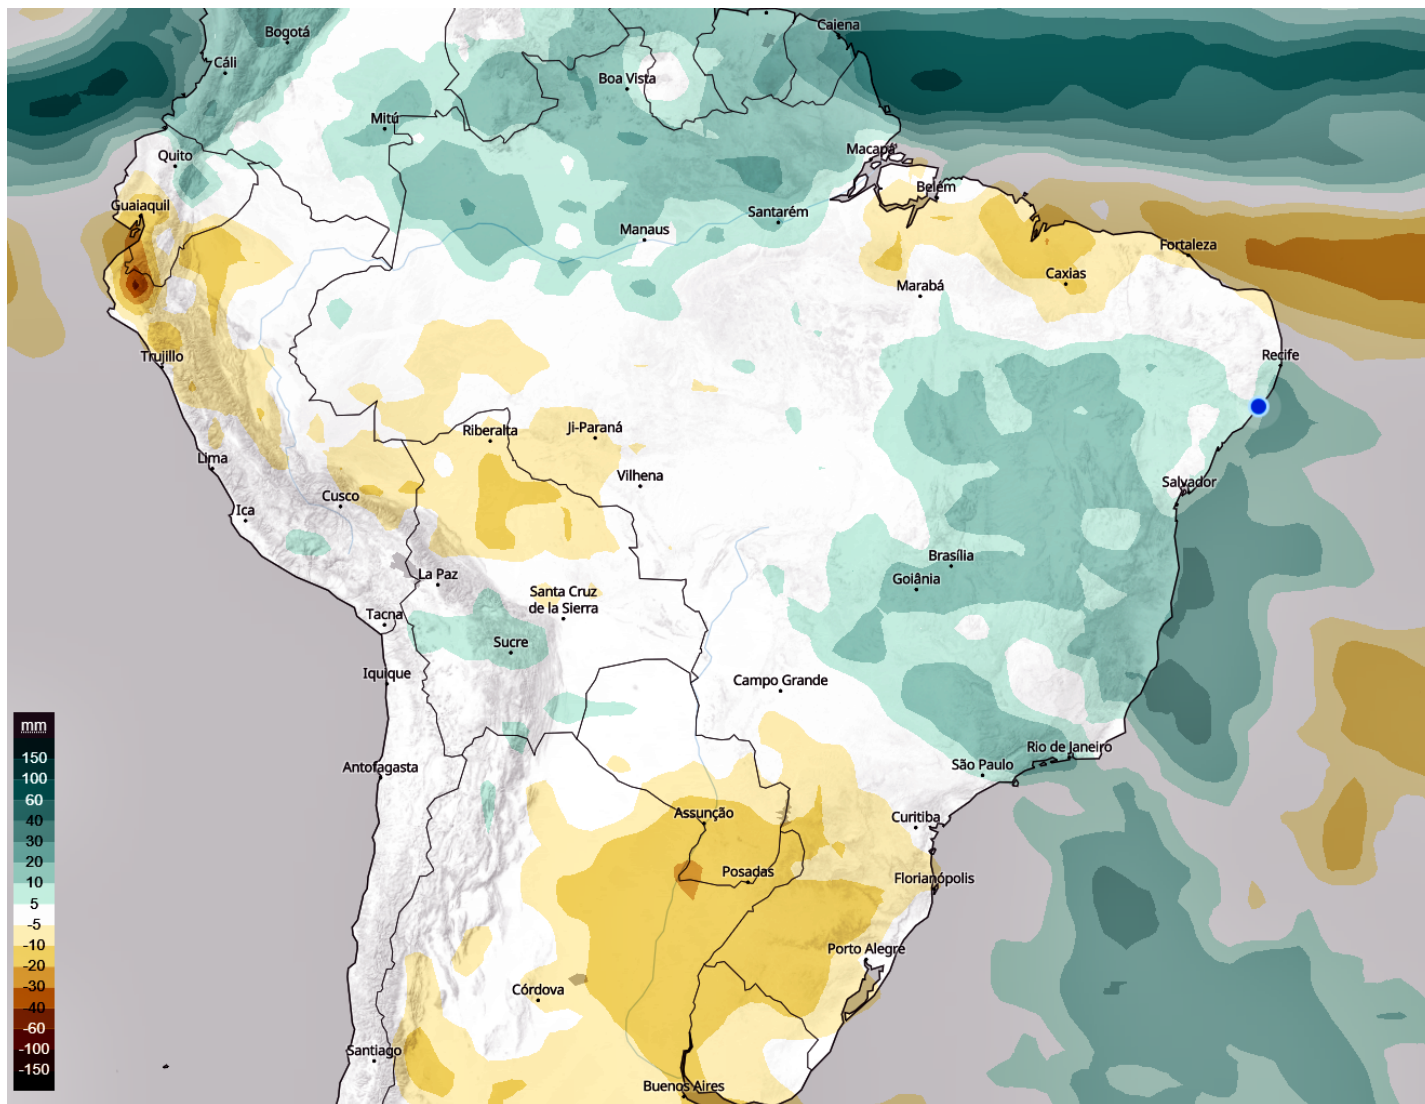 Bogotá
Caiena
Cáli
Boa Vista
Mitú
Macapá
Quito
Belém
Guaiaquil
Santarém
Manaus
Fortaleza
Caxias
Marabá
Trujillo
Recife
Riberalta
Ji-Paraná
Lima
Vilhena
Salvador
Cusco
Ica
Brasília
La Paz
Goiânia
Santa Cruz
de la Sierra
Tacna
Sucre
Iquique
Campo Grande
Rio de Janeiro
Antofagasta
São Paulo
Assunção
Curitiba
Posadas
Florianópolis
Porto Alegre
Córdova
Santiago
Buenos Aires
mm
150
100
60
40
30
20
10
5
-5
-10
-20
-30
-40
-60
-100
-150